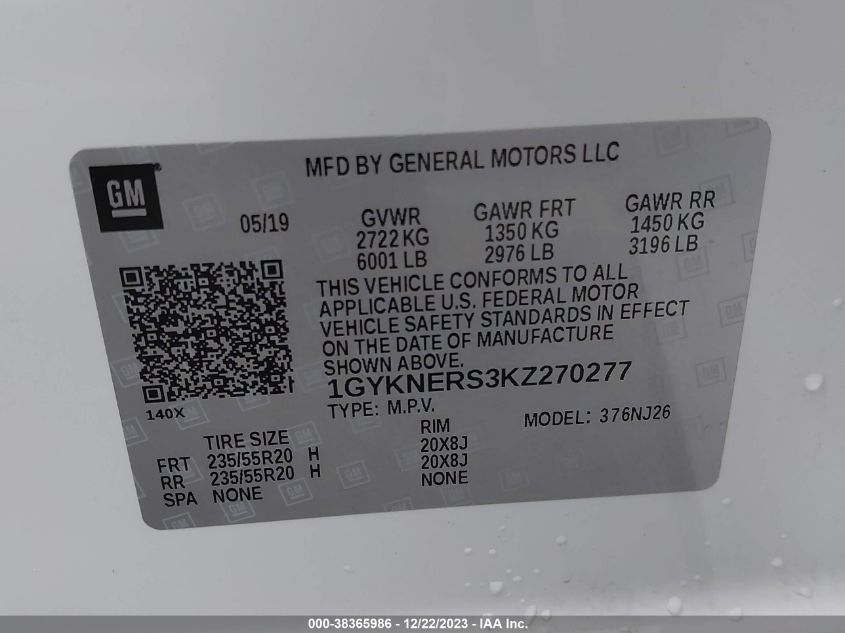 GM
MFD BY GENERAL MOTORS LLC
05/19
GVWR
2722 KG
6001 LB
GAWR FRT
1350 KG
2976 LB
GAWR RR
1450 KG
3196 LB
THIS VEHICLE CONFORMS TO ALL
APPLICABLE U.S. FEDERAL MOTOR
VEHICLE SAFETY STANDARDS IN EFFECT
ON THE DATE OF MANUFACTURE
SHOWN ABOVE.
1GYKNERS3KZ270277
140X
TYPE: M.P.V.
MODEL: 376NJ26
TIRE SIZE RIM
FRT 235/55R20 H 20X8J
RR 235/55R20 H 20X8J
SPA NONE NONE
000-38365986 - 12/22/2023 - IAA Inc.